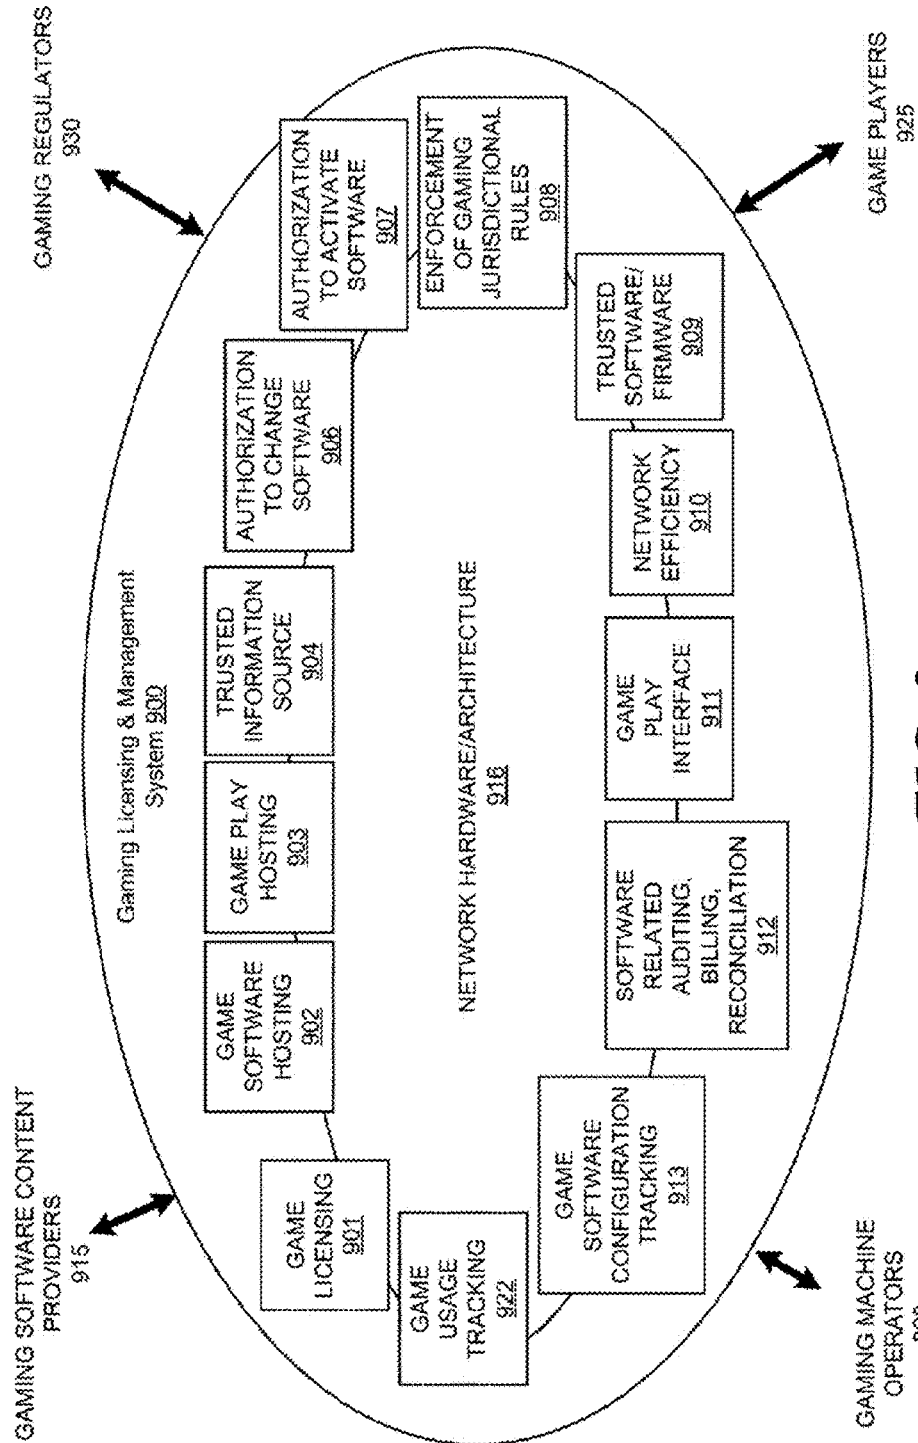 GAMING SOFTWARE CONTENT
PROVIDERS
915
GAMING REGULATORS
930
Gaming Licensing & Management
System 900
GAME
LICENSING
901
GAME
SOFTWARE
HOSTING
902
GAME PLAY
HOSTING
903
TRUSTED
INFORMATION
SOURCE
904
AUTHORIZATION
TO CHANGE
SOFTWARE
906
AUTHORIZATION
TO ACTIVATE
SOFTWARE
907
ENFORCEMENT
OF GAMING
JURISDICTIONAL
RULES
908
NETWORK HARDWARE/ARCHITECTURE
916
GAME
USAGE
TRACKING
922
GAME
SOFTWARE
CONFIGURATION
TRACKING
913
SOFTWARE
RELATED
AUDITING,
BILLING,
RECONCILIATION
912
GAME
PLAY
INTERFACE
911
NETWORK
EFFICIENCY
910
TRUSTED
SOFTWARE/
FIRMWARE
909
GAMING MACHINE
OPERATORS
GAME PLAYERS
925